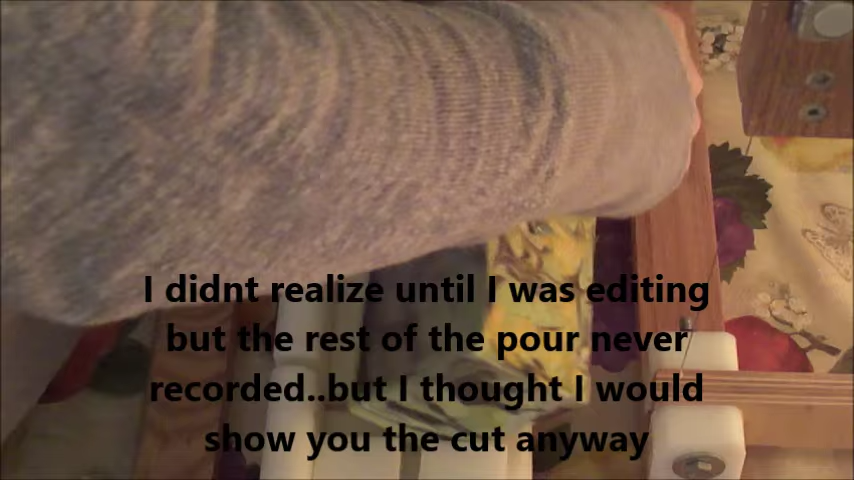 I didnt realize until I was editing
but the rest of the pour never
recorded..but I thought I would
show you the cut anyway